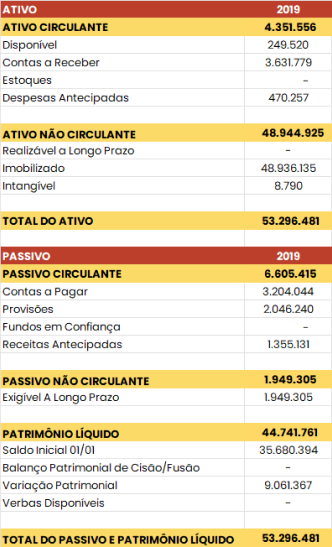 ATIVO 2019
ATIVO CIRCULANTE 4.351.556
Disponível 249.520
Contas a Receber 3.631.779
Estoques -
Despesas Antecipadas 470.257
ATIVO NÃO CIRCULANTE 48.944.925
Realizável a Longo Prazo -
Imobilizado 48.936.135
Intangível 8.790
TOTAL DO ATIVO 53.296.481
PASSIVO 2019
PASSIVO CIRCULANTE 6.605.415
Contas a Pagar 3.204.044
Provisões 2.046.240
Fundos em Confiança -
Receitas Antecipadas 1.355.131
PASSIVO NÃO CIRCULANTE 1.949.305
Exigível A Longo Prazo 1.949.305
PATRIMÔNIO LÍQUIDO 44.741.761
Saldo Inicial 01/01 35.680.394
Balanço Patrimonial de Cisão/Fusão -
Variação Patrimonial 9.061.367
Verbas Disponíveis -
TOTAL DO PASSIVO E PATRIMÔNIO LÍQUIDO 53.296.481